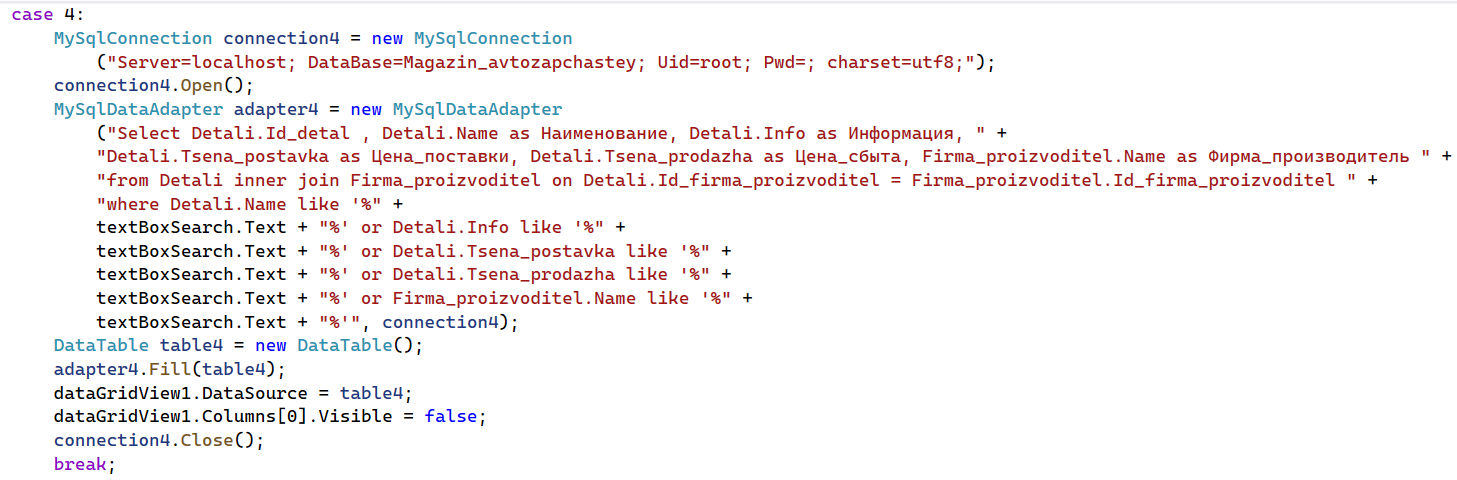 case 4:
    MySqlConnection connection4 = new MySqlConnection
        ("Server=localhost; DataBase=Magazin_avtozapchastey; Uid=root; Pwd=; charset=utf8;");
    connection4.Open();
    MySqlDataAdapter adapter4 = new MySqlDataAdapter
        ("Select Detali.Id_detal , Detali.Name as Наименование, Detali.Info as Информация, " +
        "Detali.Tsena_postavka as Цена_поставки, Detali.Tsena_prodazha as Цена_сбыта, Firma_proizvoditel.Name as Фирма_производитель " +
        "from Detali inner join Firma_proizvoditel on Detali.Id_firma_proizvoditel = Firma_proizvoditel.Id_firma_proizvoditel " +
        "where Detali.Name like '%" +
        textBoxSearch.Text + "%' or Detali.Info like '%" +
        textBoxSearch.Text + "%' or Detali.Tsena_postavka like '%" +
        textBoxSearch.Text + "%' or Detali.Tsena_prodazha like '%" +
        textBoxSearch.Text + "%' or Firma_proizvoditel.Name like '%" +
        textBoxSearch.Text + "%'", connection4);
    DataTable table4 = new DataTable();
    adapter4.Fill(table4);
    dataGridView1.DataSource = table4;
    dataGridView1.Columns[0].Visible = false;
    connection4.Close();
    break;